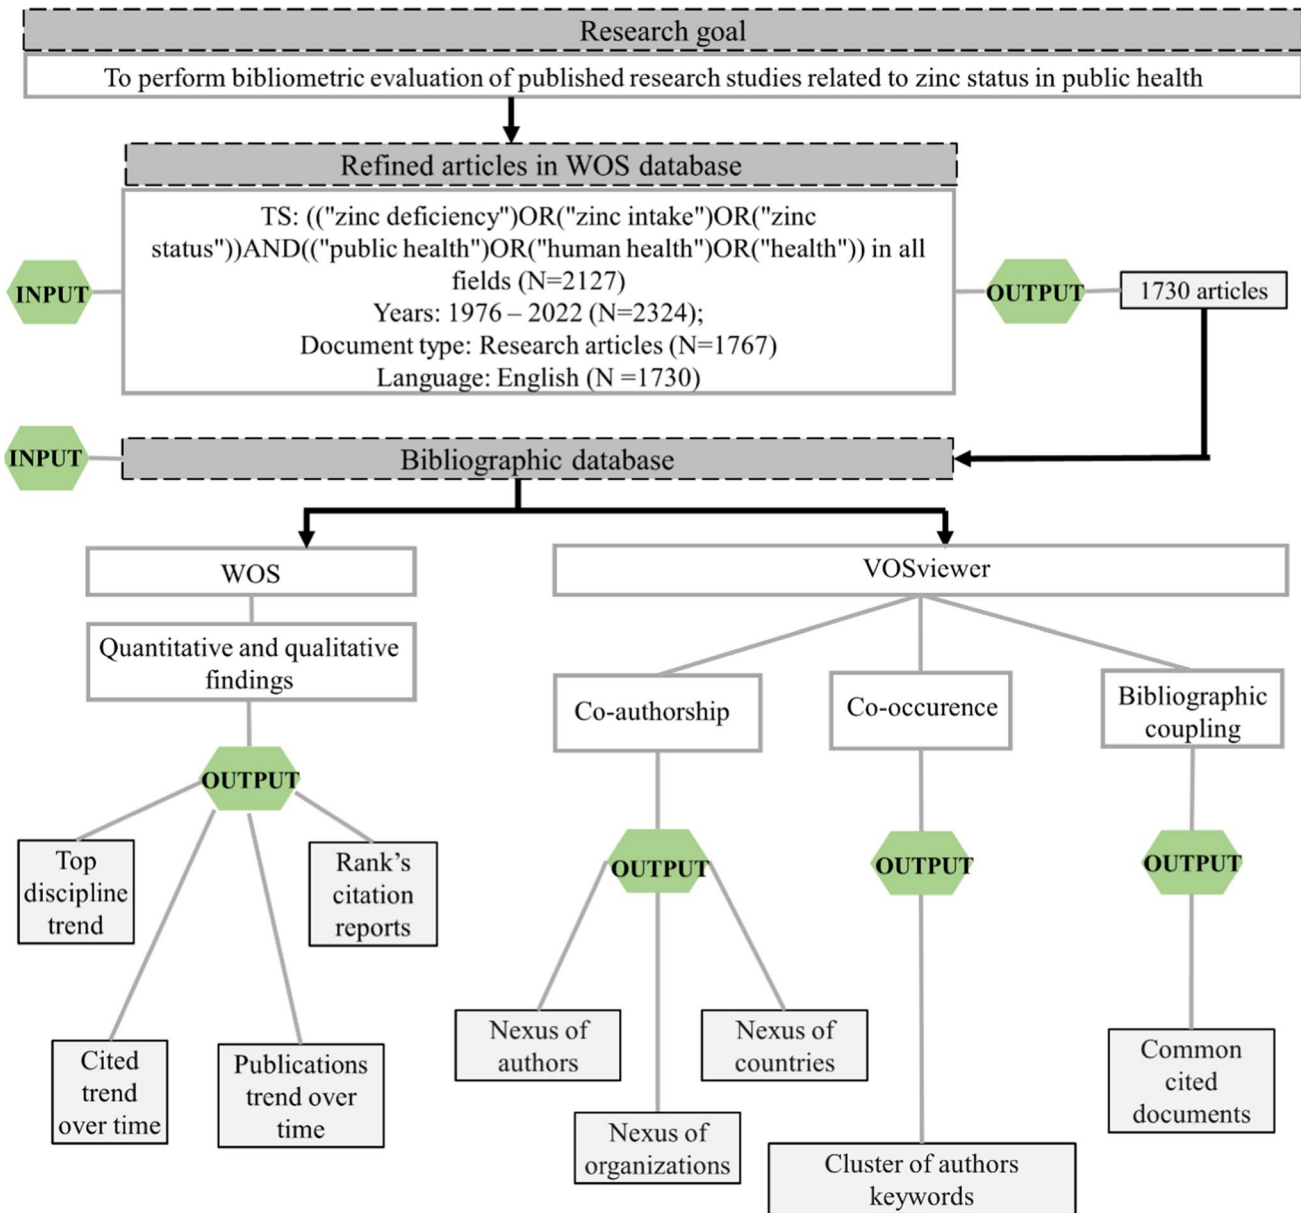 Research goal
To perform bibliometric evaluation of published research studies related to zinc status in public health
Refined articles in WOS database
TS: (("zinc deficiency")OR("zinc intake")OR("zinc
status"))AND(("public health")OR("human health")OR("health")) in all
fields (N=2127)
Years: 1976 – 2022 (N=2324);
Document type: Research articles (N=1767)
Language: English (N =1730)
INPUT
OUTPUT
1730 articles
INPUT
Bibliographic database
WOS
Quantitative and qualitative
findings
OUTPUT
Top
discipline
trend
Rank’s
citation
reports
Cited
trend
over time
Publications
trend over
time
VOSviewer
Co-authorship
OUTPUT
Nexus of
authors
Nexus of
organizations
Nexus of
countries
Co-occurence
OUTPUT
Cluster of authors
keywords
Bibliographic
coupling
OUTPUT
Common
cited
documents